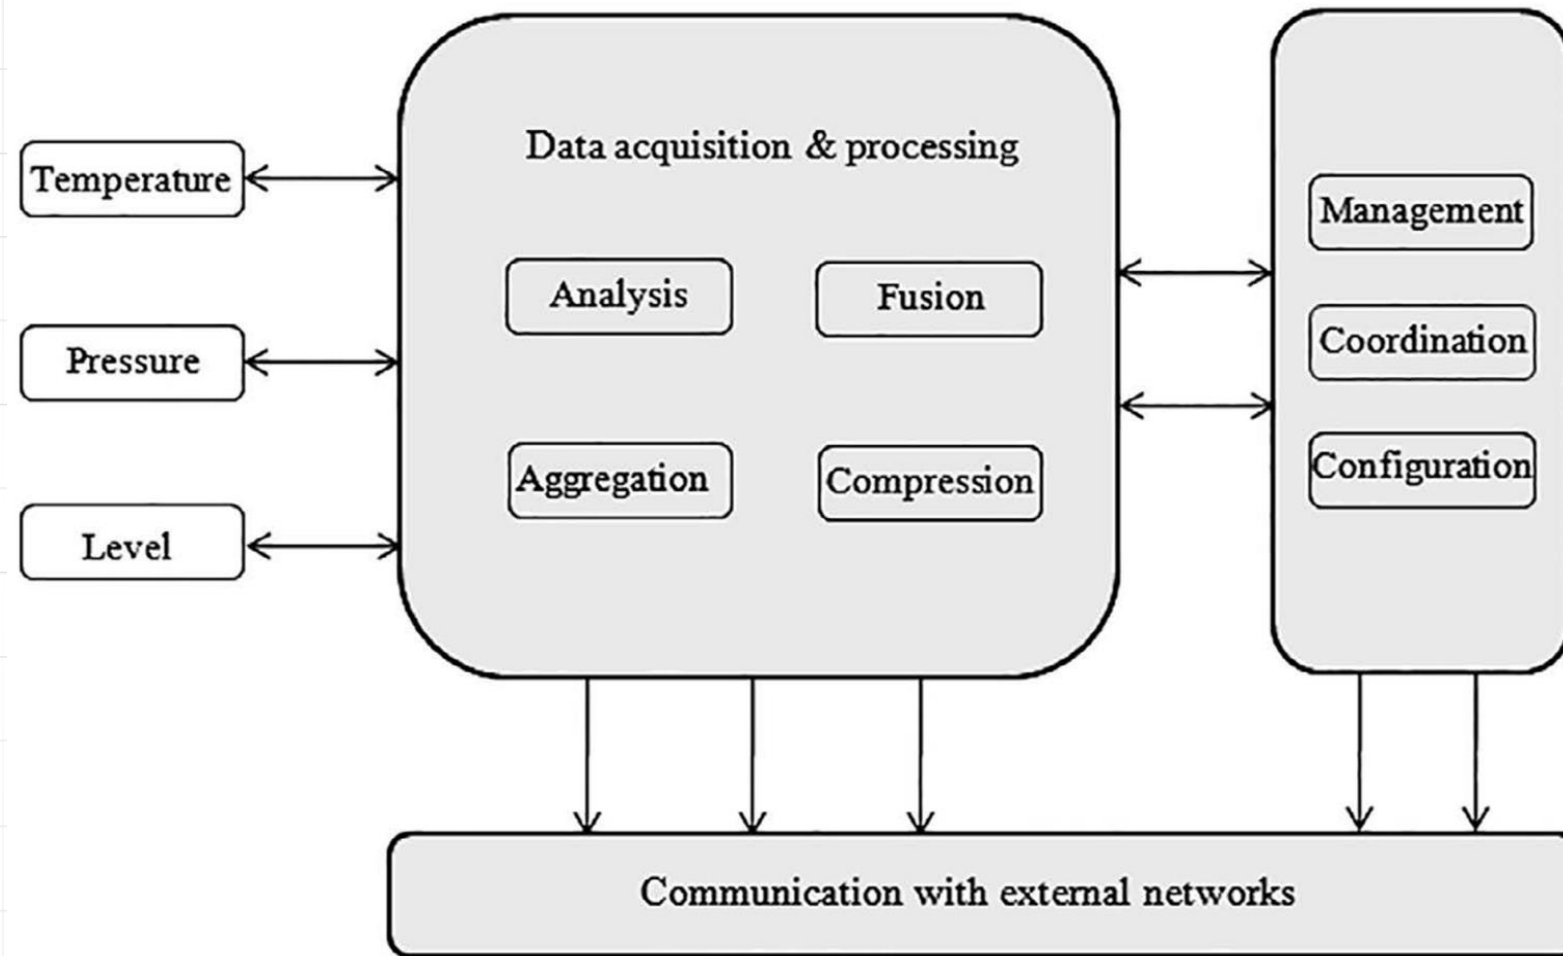 Data acquisition & processing
Temperature
Pressure
Level
Analysis
Fusion
Aggregation
Compression
Management
Coordination
Configuration
Communication with external networks